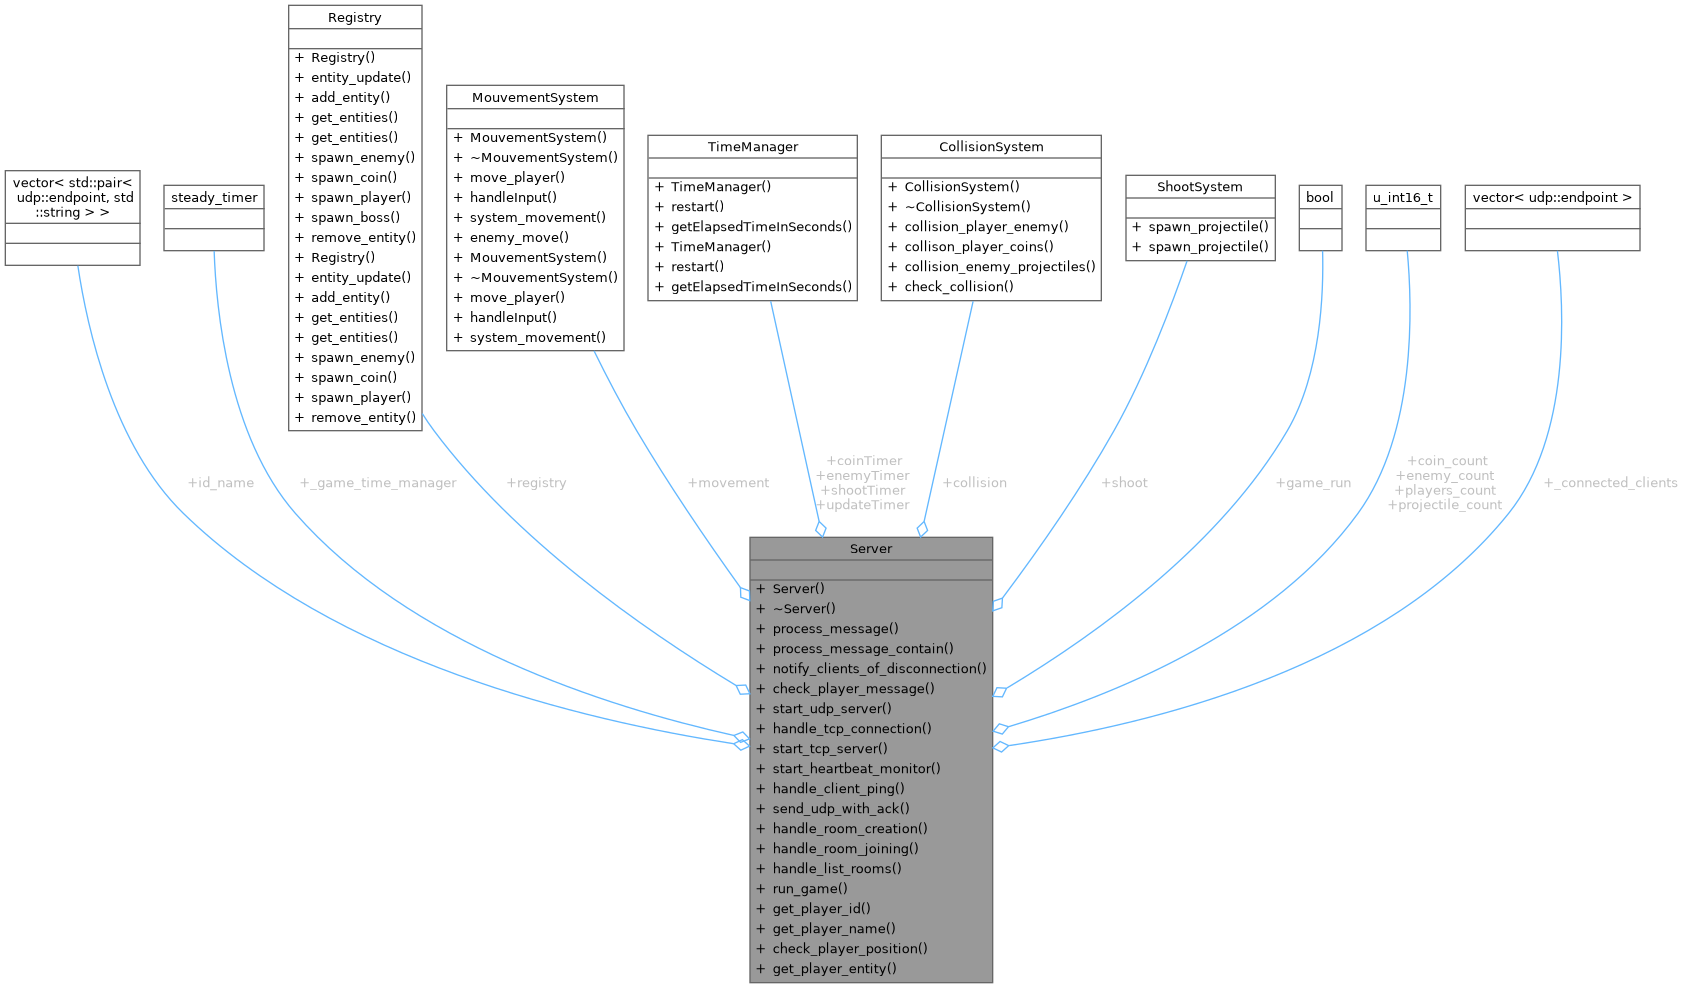 Registry
+ Registry()
+ entity_update()
+ add_entity()
+ get_entities()
+ get_entities()
+ spawn_enemy()
+ spawn_coin()
+ spawn_player()
+ spawn_boss()
+ remove_entity()
+ Registry()
+ entity_update()
+ add_entity()
+ get_entities()
+ get_entities()
+ spawn_enemy()
+ spawn_coin()
+ spawn_player()
+ remove_entity()
MouvementSystem
+ MouvementSystem()
+ ~MouvementSystem()
+ move_player()
+ handleInput()
+ system_movement()
+ enemy_move()
+ MouvementSystem()
+ ~MouvementSystem()
+ move_player()
+ handleInput()
+ system_movement()
TimeManager
+ TimeManager()
+ restart()
+ getElapsedTimeInSeconds()
+ TimeManager()
+ restart()
+ getElapsedTimeInSeconds()
CollisionSystem
+ CollisionSystem()
+ ~CollisionSystem()
+ collision_player_enemy()
+ collison_player_coins()
+ collision_enemy_projectiles()
+ check_collision()
ShootSystem
+ spawn_projectile()
+ spawn_projectile()
vector< std::pair<
udp::endpoint, std
::string > >
steady_timer
bool
u_int16_t
vector< udp::endpoint >
+id_name
+_game_time_manager
+registry
+movement
+coinTimer
+enemyTimer
+shootTimer
+updateTimer
+collision
+shoot
+game_run
+coin_count
+enemy_count
+players_count
+projectile_count
+_connected_clients
Server
+ Server()
+ ~Server()
+ process_message()
+ process_message_contain()
+ notify_clients_of_disconnection()
+ check_player_message()
+ start_udp_server()
+ handle_tcp_connection()
+ start_tcp_server()
+ start_heartbeat_monitor()
+ handle_client_ping()
+ send_udp_with_ack()
+ handle_room_creation()
+ handle_room_joining()
+ handle_list_rooms()
+ run_game()
+ get_player_id()
+ get_player_name()
+ check_player_position()
+ get_player_entity()